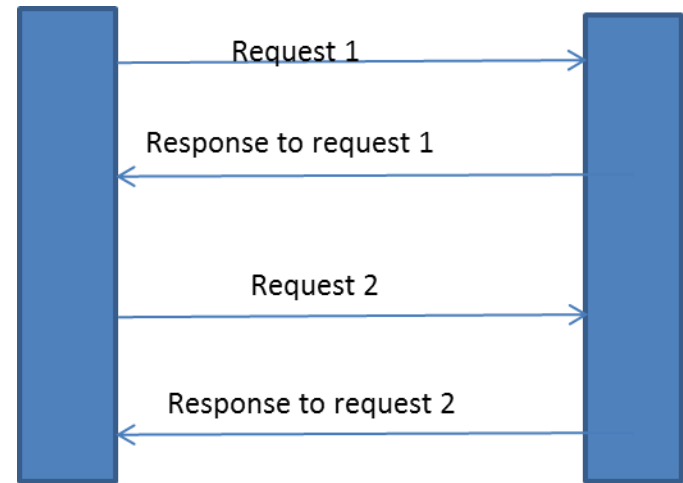 Request 1
Response to request 1
Request 2
Response to request 2